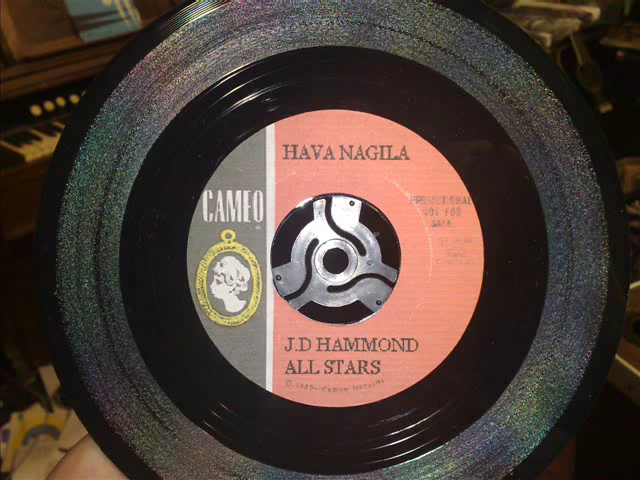 HAVA NAGILA
CAMEO
PROMOTIONAL
NOT FOR
SALE
J.D HAMMOND
ALL STARS